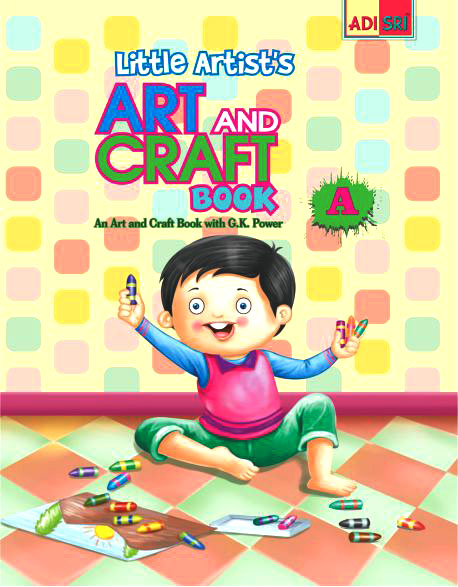 ADI SRI
Little Artist's
ART AND
CRAFT
BOOK
A
An Art and Craft Book with G.K. Power